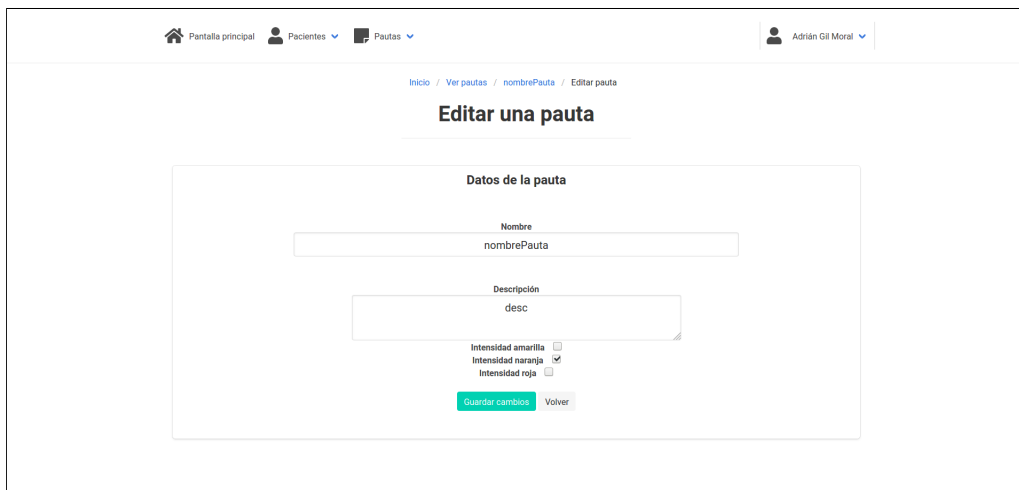 Pantalla principal Pacientes Pautas Adrián Gil Moral
Inicio / Ver pautas / nombrePauta / Editar pauta
Editar una pauta
Datos de la pauta
Nombre
nombrePauta
Descripción
desc
Intensidad amarilla
Intensidad naranja
Intensidad roja
Guardar cambios Volver